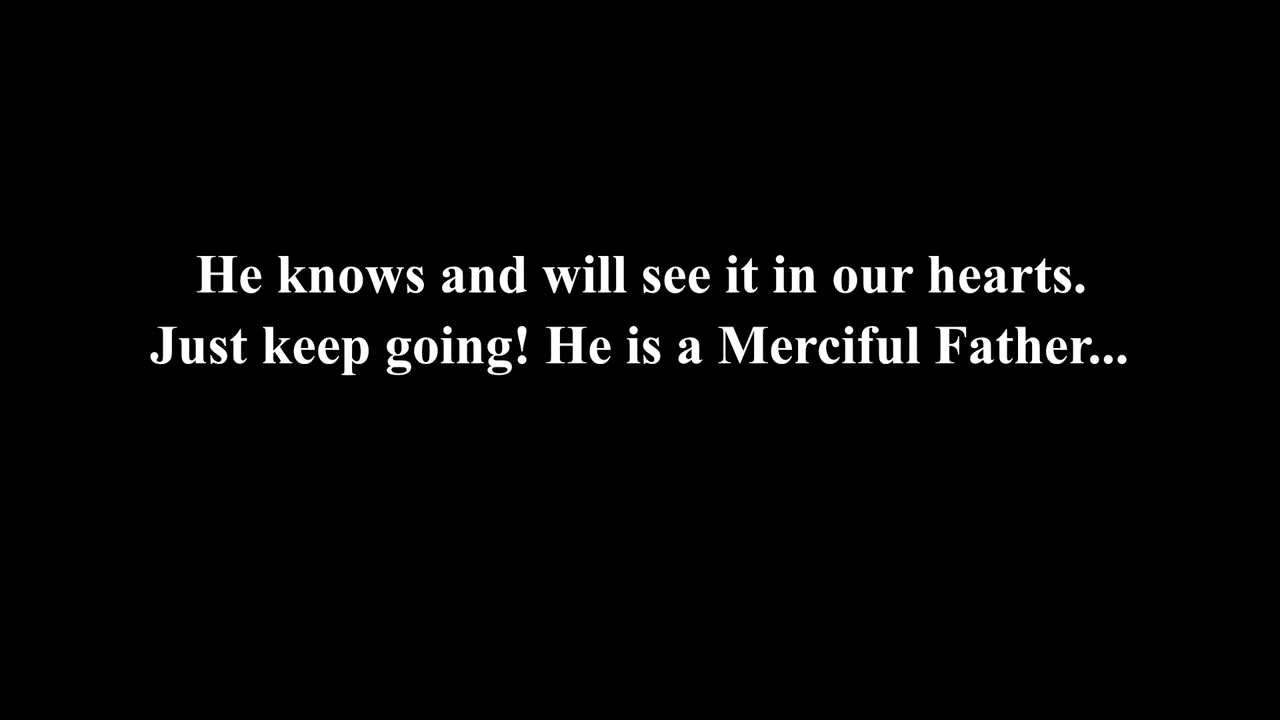 He knows and will see it in our hearts.
Just keep going! He is a Merciful Father...